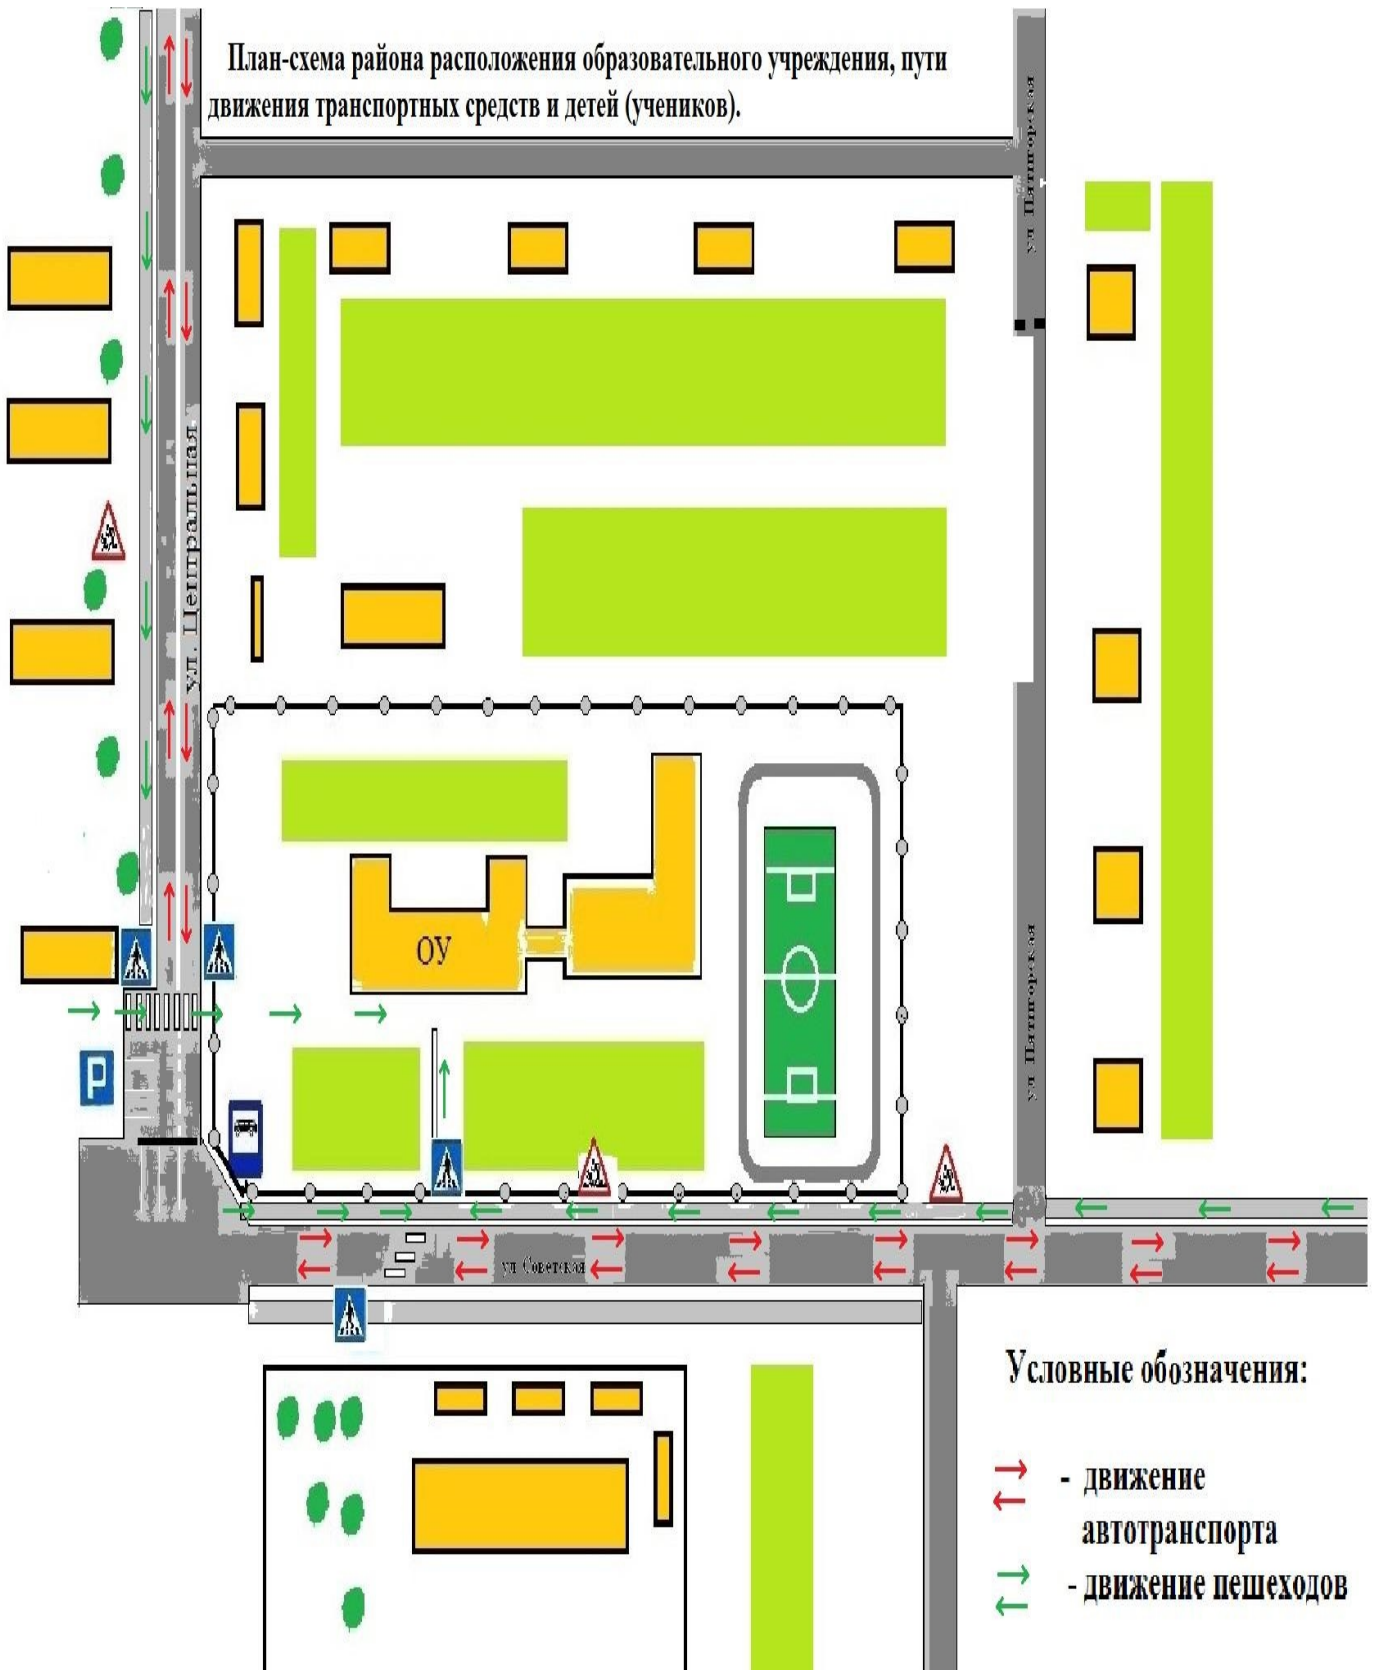 План-схема района расположения образовательного учреждения, пути
движения транспортных средств и детей (учеников).
ул Пятигорская
ул. Центральная,
ОУ
ул Пятигорская
P
ул Советская
Условные обозначения:
- движение
автотранспорта
- движение пешеходов